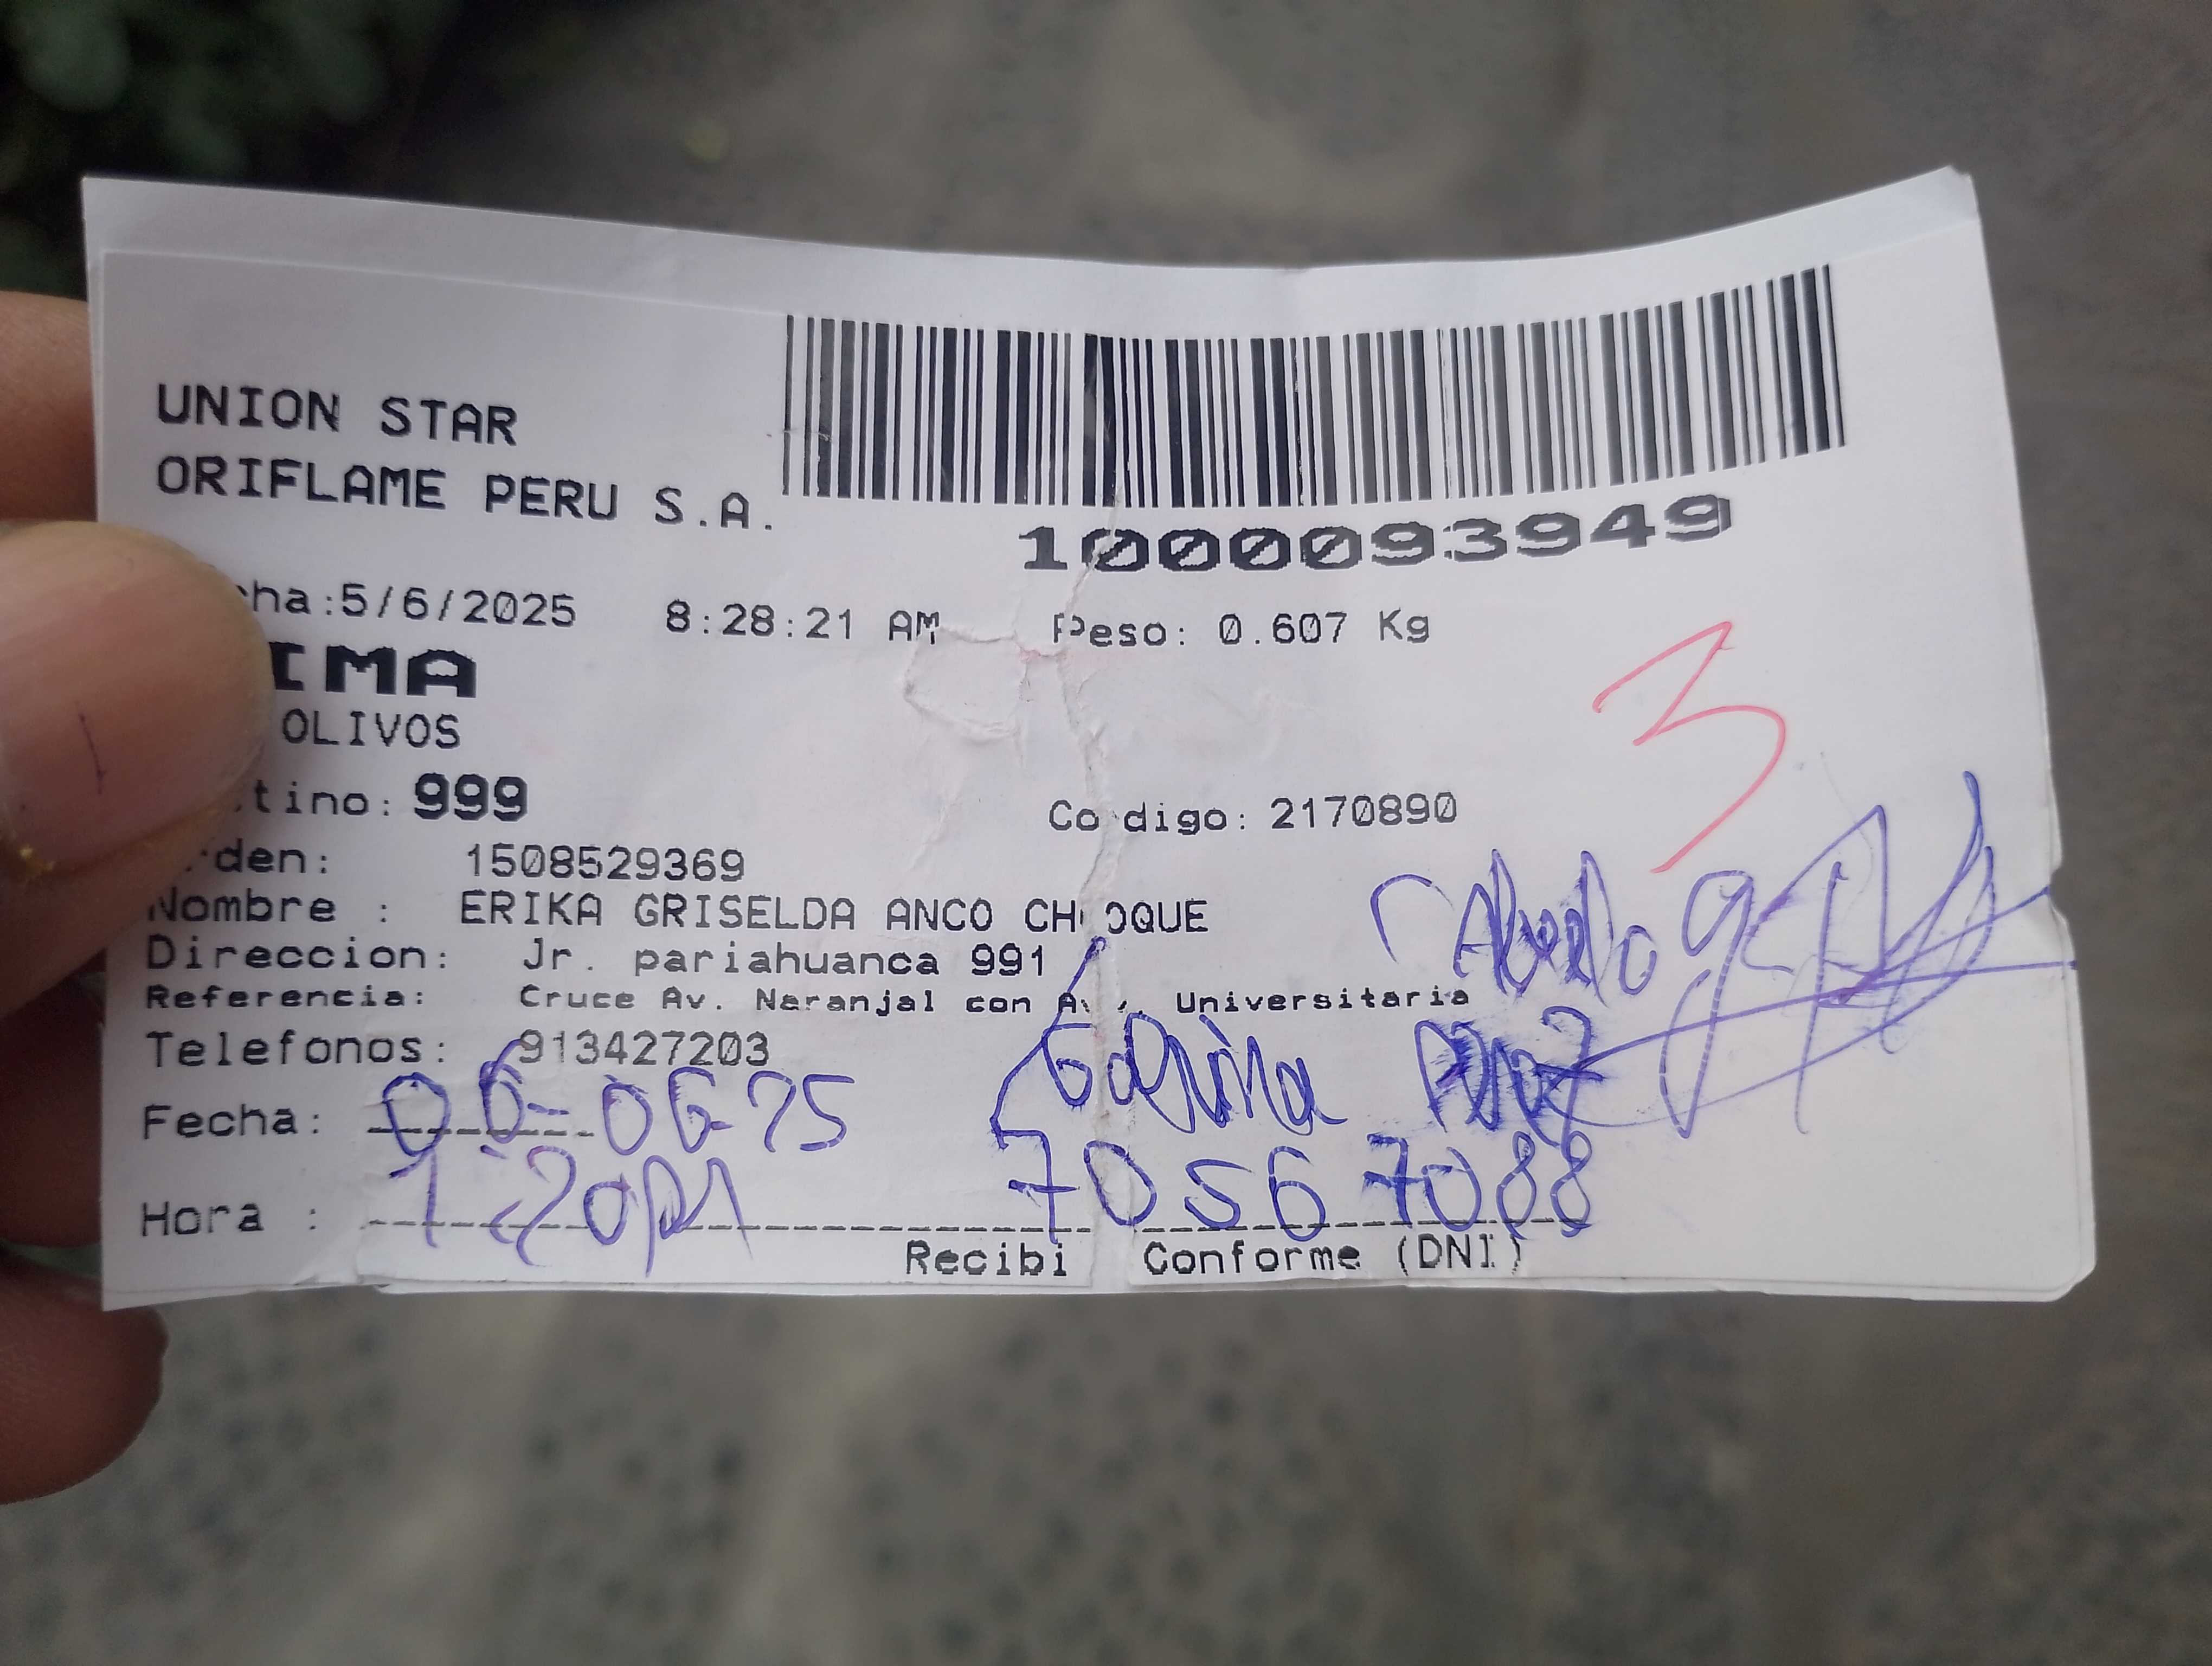 UNION STAR
ORIFLAME PERU S.A.
1000093949
cha:5/6/2025 8:28:21 AM Peso: 0.607 Kg
IMA
OLIVOS
3
tino: 999 Codigo: 2170890
rden: 1508529369
Nombre : ERIKA GRISELDA ANCO CH OQUE
Direccion: Jr. pariahuanca 991
Referencia: Cruce Av. Naranjal con Av. Universitaria
Telefonos: 913427203
Fecha: 06-06-25
Hora : 1:20PM 70567088
Recibi Conforme (DNI)